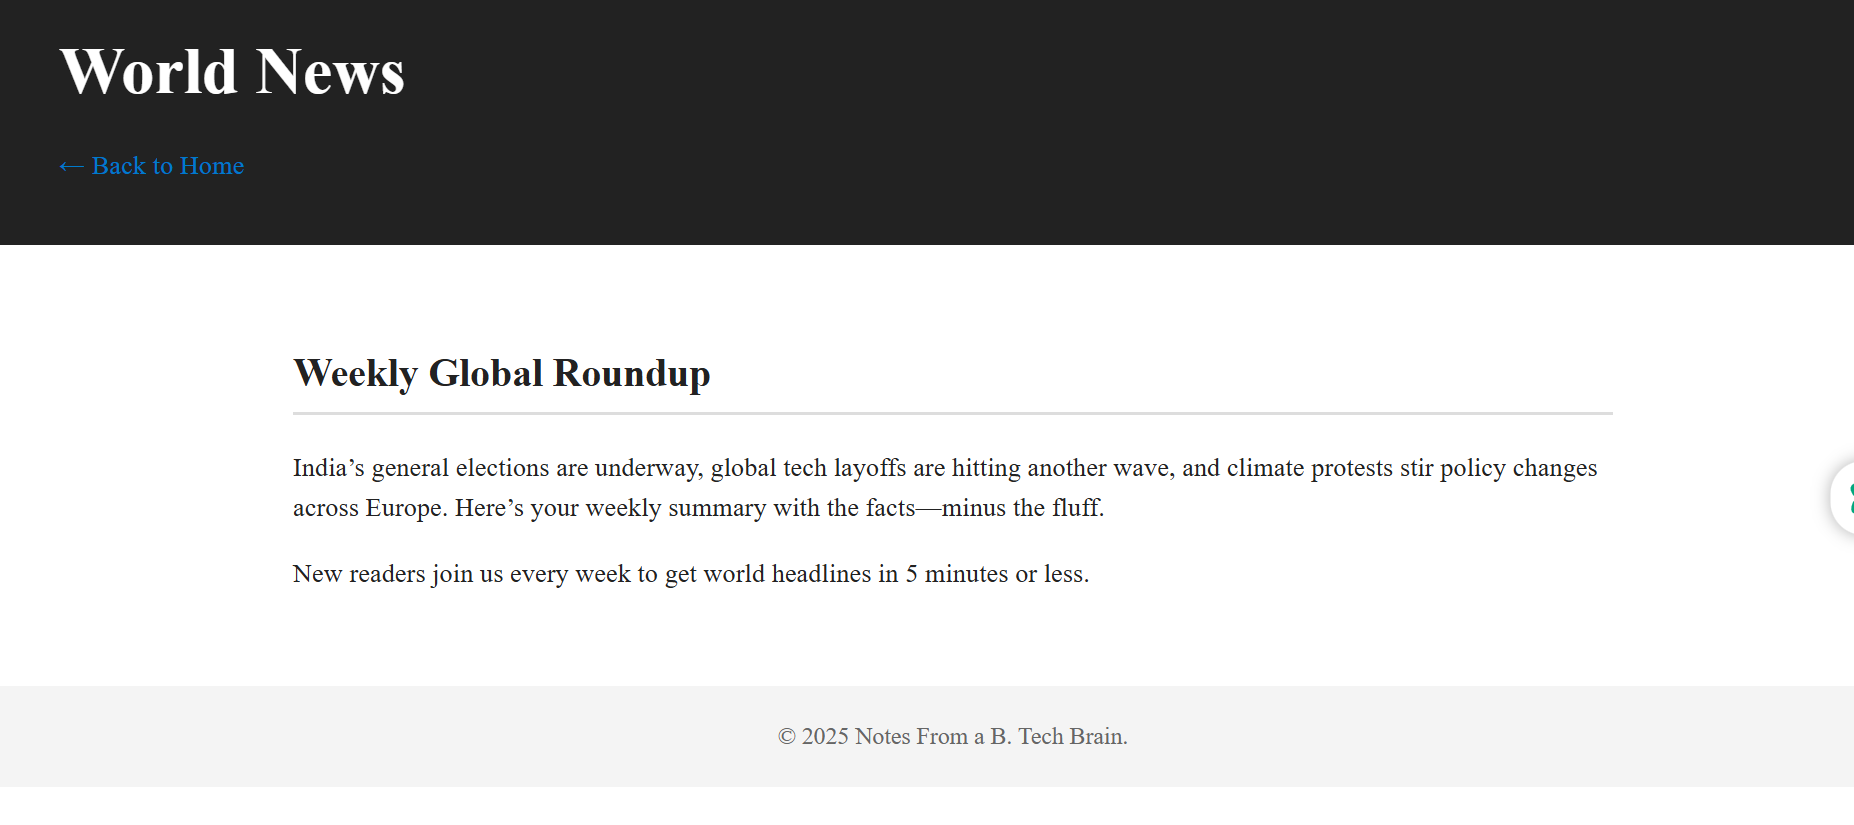 World News
← Back to Home
Weekly Global Roundup
India’s general elections are underway, global tech layoffs are hitting another wave, and climate protests stir policy changes
across Europe. Here’s your weekly summary with the facts—minus the fluff.
New readers join us every week to get world headlines in 5 minutes or less.
© 2025 Notes From a B. Tech Brain.